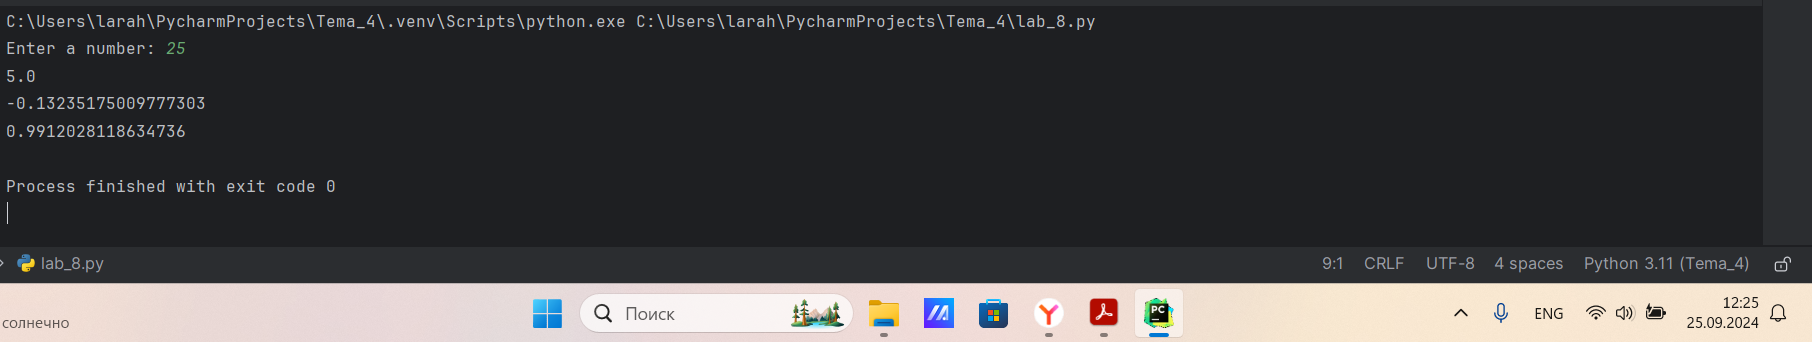 C:\Users\larah\PycharmProjects\Tema_4\.venv\Scripts\python.exe C:\Users\larah\PycharmProjects\Tema_4\lab_8.py
Enter a number: 25
5.0
-0.13235175009777303
0.9912028118634736
Process finished with exit code 0
lab_8.py 9:1 CRLF UTF-8 4 spaces Python 3.11 (Tema_4)
солнечно Поиск PC ENG 12:25
25.09.2024